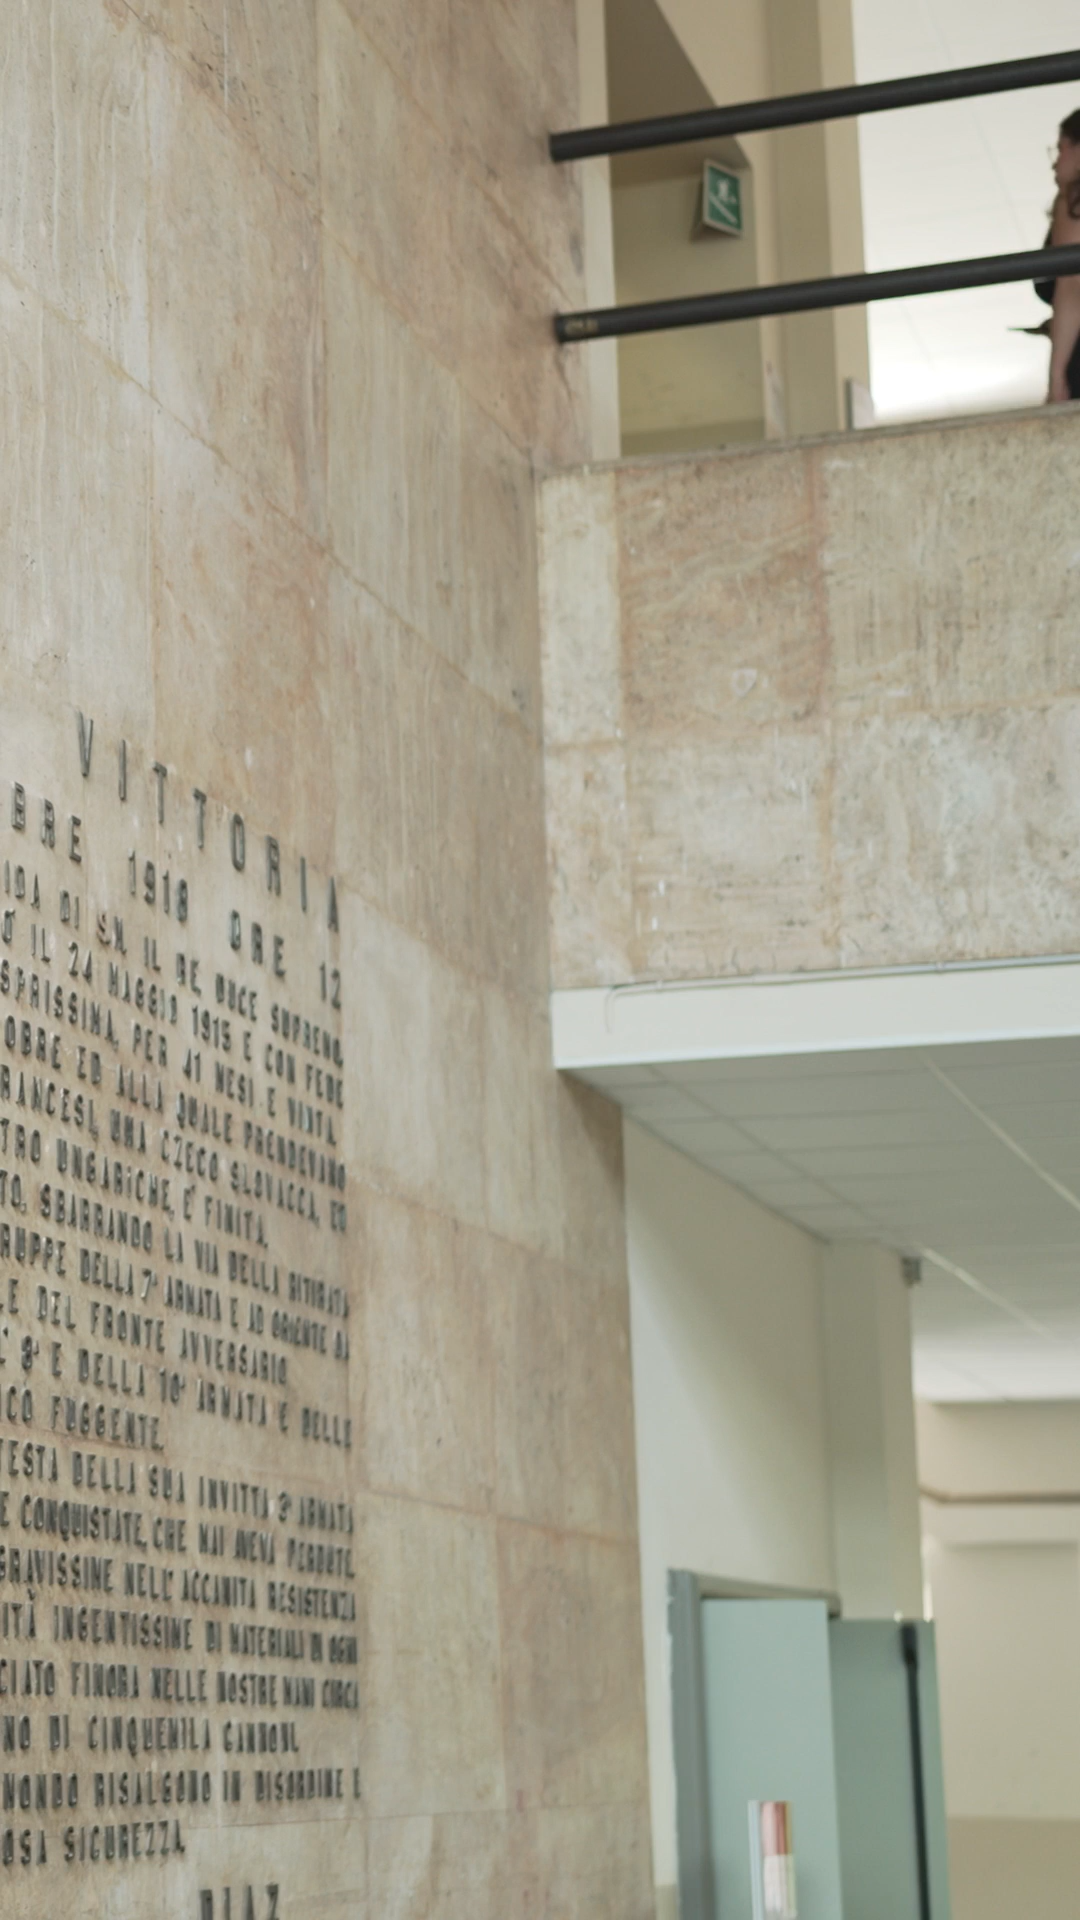 VITTORIA
BRE 1918 ORE 12
IDA DI S.M. IL RE, DUCE SUPREMO,
Ò IL 24 MAGGIO 1915 E CON FEDE
SPRISSIMA, PER 41 MESI E VINTA.
OBRE ED ALLA QUALE PRENDEVANO
RANCESI, UNA CZECO SLOVACCA, ED
TRO UNGARICHE, E' FINITA.
TO, SBARRANDO LA VIA DELLA RITIRATA
RUPPE DELLA 7ª ARMATA E AD ORIENTE DA
LE DEL FRONTE AVVERSARIO.
L' 8ª E DELLA 10ª ARMATA E DELLE
ICO FUGGENTE.
TESTA DELLA SUA INVITTA 3ª ARMATA
E CONQUISTATE, CHE MAI AVEVA PERDUTE.
GRAVISSIME NELL' ACCANITA RESISTENZA
ITÀ INGENTISSIME DI MATERIALI DI OGNI
CIATO FINORA NELLE NOSTRE MANI CIRCA
NO DI CINQUEMILA CANNONI.
MONDO RISALGONO IN DISORDINE E
OSA SICUREZZA.
DIAZ